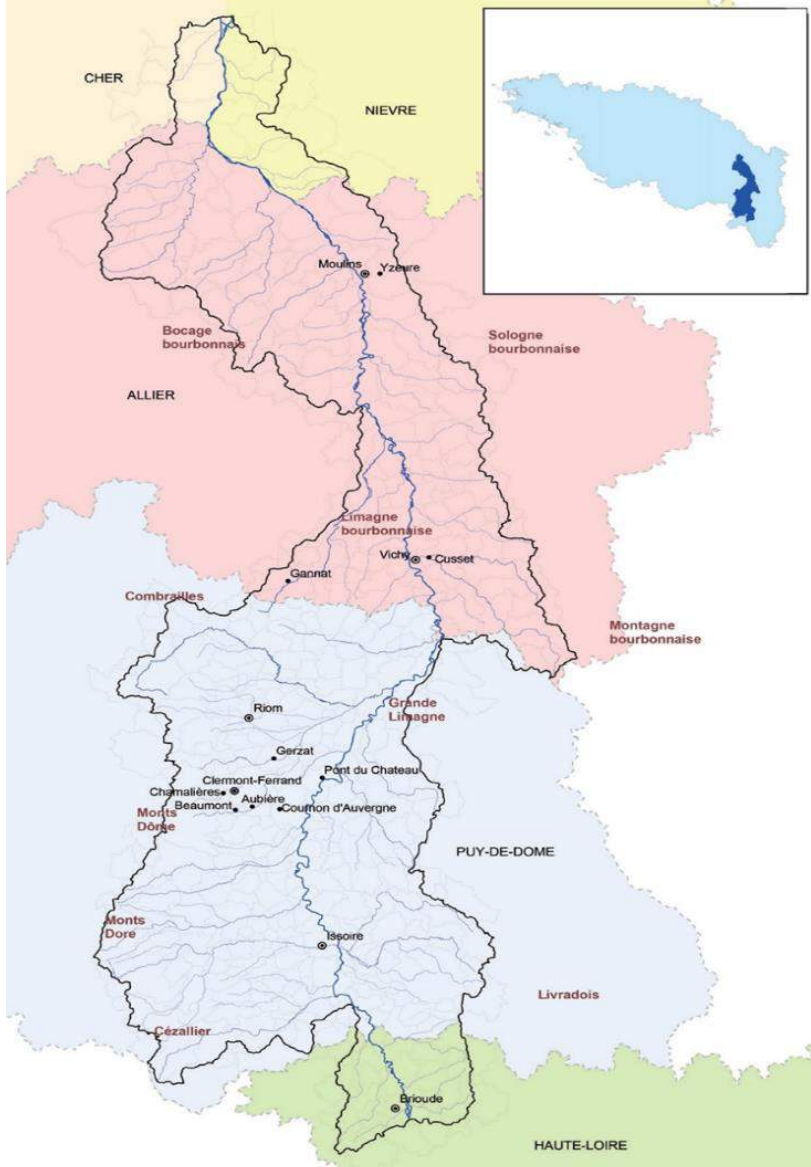 CHER
NIEVRE
Moulins
Yzeure
Bocage
bourbonnais
Sologne
bourbonnaise
ALLIER
Limagne
bourbonnaise
Vichy
Cusset
Gannat
Combrailles
Montagne
bourbonnaise
Grande
Limagne
Riom
Gerzat
Pont du Chateau
Clermont-Ferrand
Chamalières
Aubière
Beaumont
Cournon d'Auvergne
Monts
Dôme
PUY-DE-DOME
Monts
Dore
Issoire
Livradois
Cézallier
Brioude
HAUTE-LOIRE